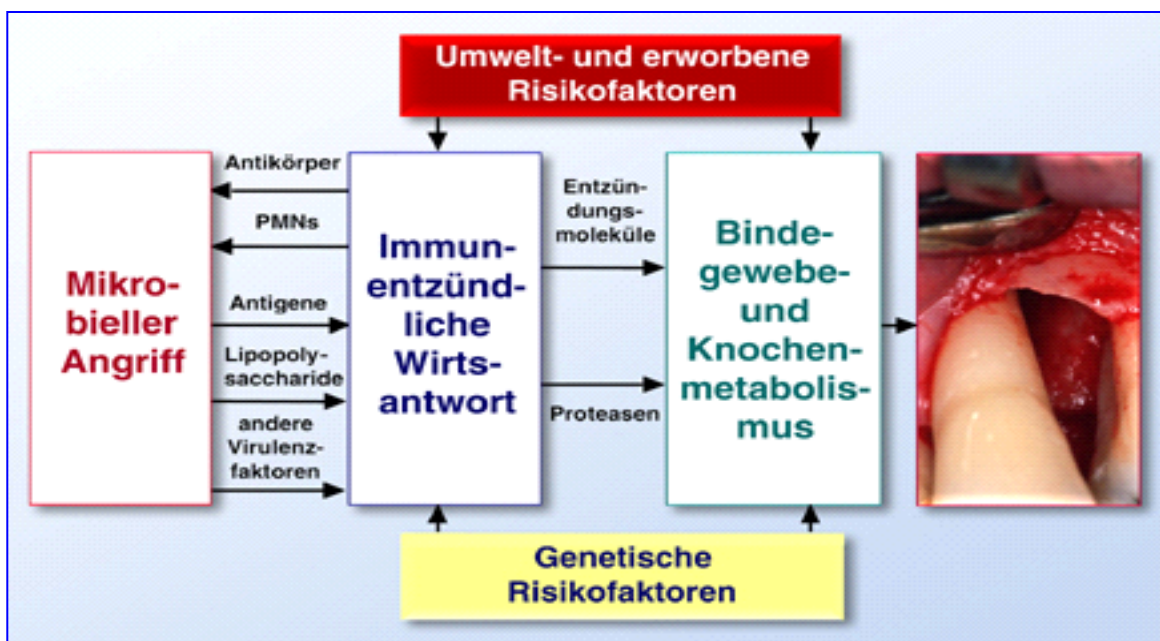 Umwelt- und erworbene
Risikofaktoren
Mikro-
bieller
Angriff
Antikörper
PMNs
Antigene
Lipopoly-
saccharide
andere
Virulenz-
faktoren
Immun-
entzünd-
liche
Wirts-
antwort
Entzün-
dungs-
moleküle
Proteasen
Binde-
gewebe-
und
Knochen-
metabolis-
mus
Genetische
Risikofaktoren